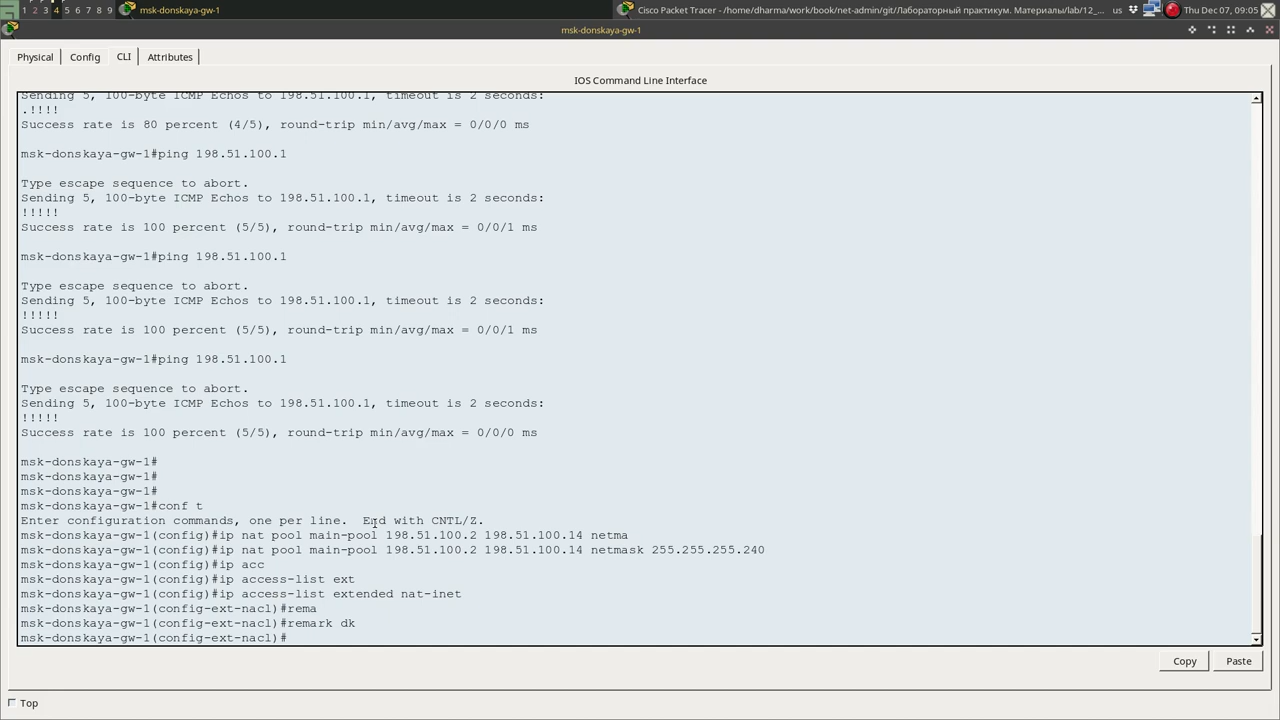 1 2 3 4 5 6 7 8 9 msk-donskaya-gw-1 Cisco Packet Tracer - /home/dharma/work/book/net-admin/git/Лабораторный практикум. Материалы/lab/12_... us Thu Dec 07, 09:05
msk-donskaya-gw-1
Physical Config CLI Attributes
IOS Command Line Interface
Sending 5, 100-byte ICMP Echos to 198.51.100.1, timeout is 2 seconds:
.!!!!
Success rate is 80 percent (4/5), round-trip min/avg/max = 0/0/0 ms
msk-donskaya-gw-1#ping 198.51.100.1
Type escape sequence to abort.
Sending 5, 100-byte ICMP Echos to 198.51.100.1, timeout is 2 seconds:
!!!!!
Success rate is 100 percent (5/5), round-trip min/avg/max = 0/0/1 ms
msk-donskaya-gw-1#ping 198.51.100.1
Type escape sequence to abort.
Sending 5, 100-byte ICMP Echos to 198.51.100.1, timeout is 2 seconds:
!!!!!
Success rate is 100 percent (5/5), round-trip min/avg/max = 0/0/1 ms
msk-donskaya-gw-1#ping 198.51.100.1
Type escape sequence to abort.
Sending 5, 100-byte ICMP Echos to 198.51.100.1, timeout is 2 seconds:
!!!!!
Success rate is 100 percent (5/5), round-trip min/avg/max = 0/0/0 ms
msk-donskaya-gw-1#
msk-donskaya-gw-1#
msk-donskaya-gw-1#
msk-donskaya-gw-1#conf t
Enter configuration commands, one per line.  End with CNTL/Z.
msk-donskaya-gw-1(config)#ip nat pool main-pool 198.51.100.2 198.51.100.14 netma
msk-donskaya-gw-1(config)#ip nat pool main-pool 198.51.100.2 198.51.100.14 netmask 255.255.255.240
msk-donskaya-gw-1(config)#ip acc
msk-donskaya-gw-1(config)#ip access-list ext
msk-donskaya-gw-1(config)#ip access-list extended nat-inet
msk-donskaya-gw-1(config-ext-nacl)#rema
msk-donskaya-gw-1(config-ext-nacl)#remark dk
msk-donskaya-gw-1(config-ext-nacl)#
Copy Paste
Top